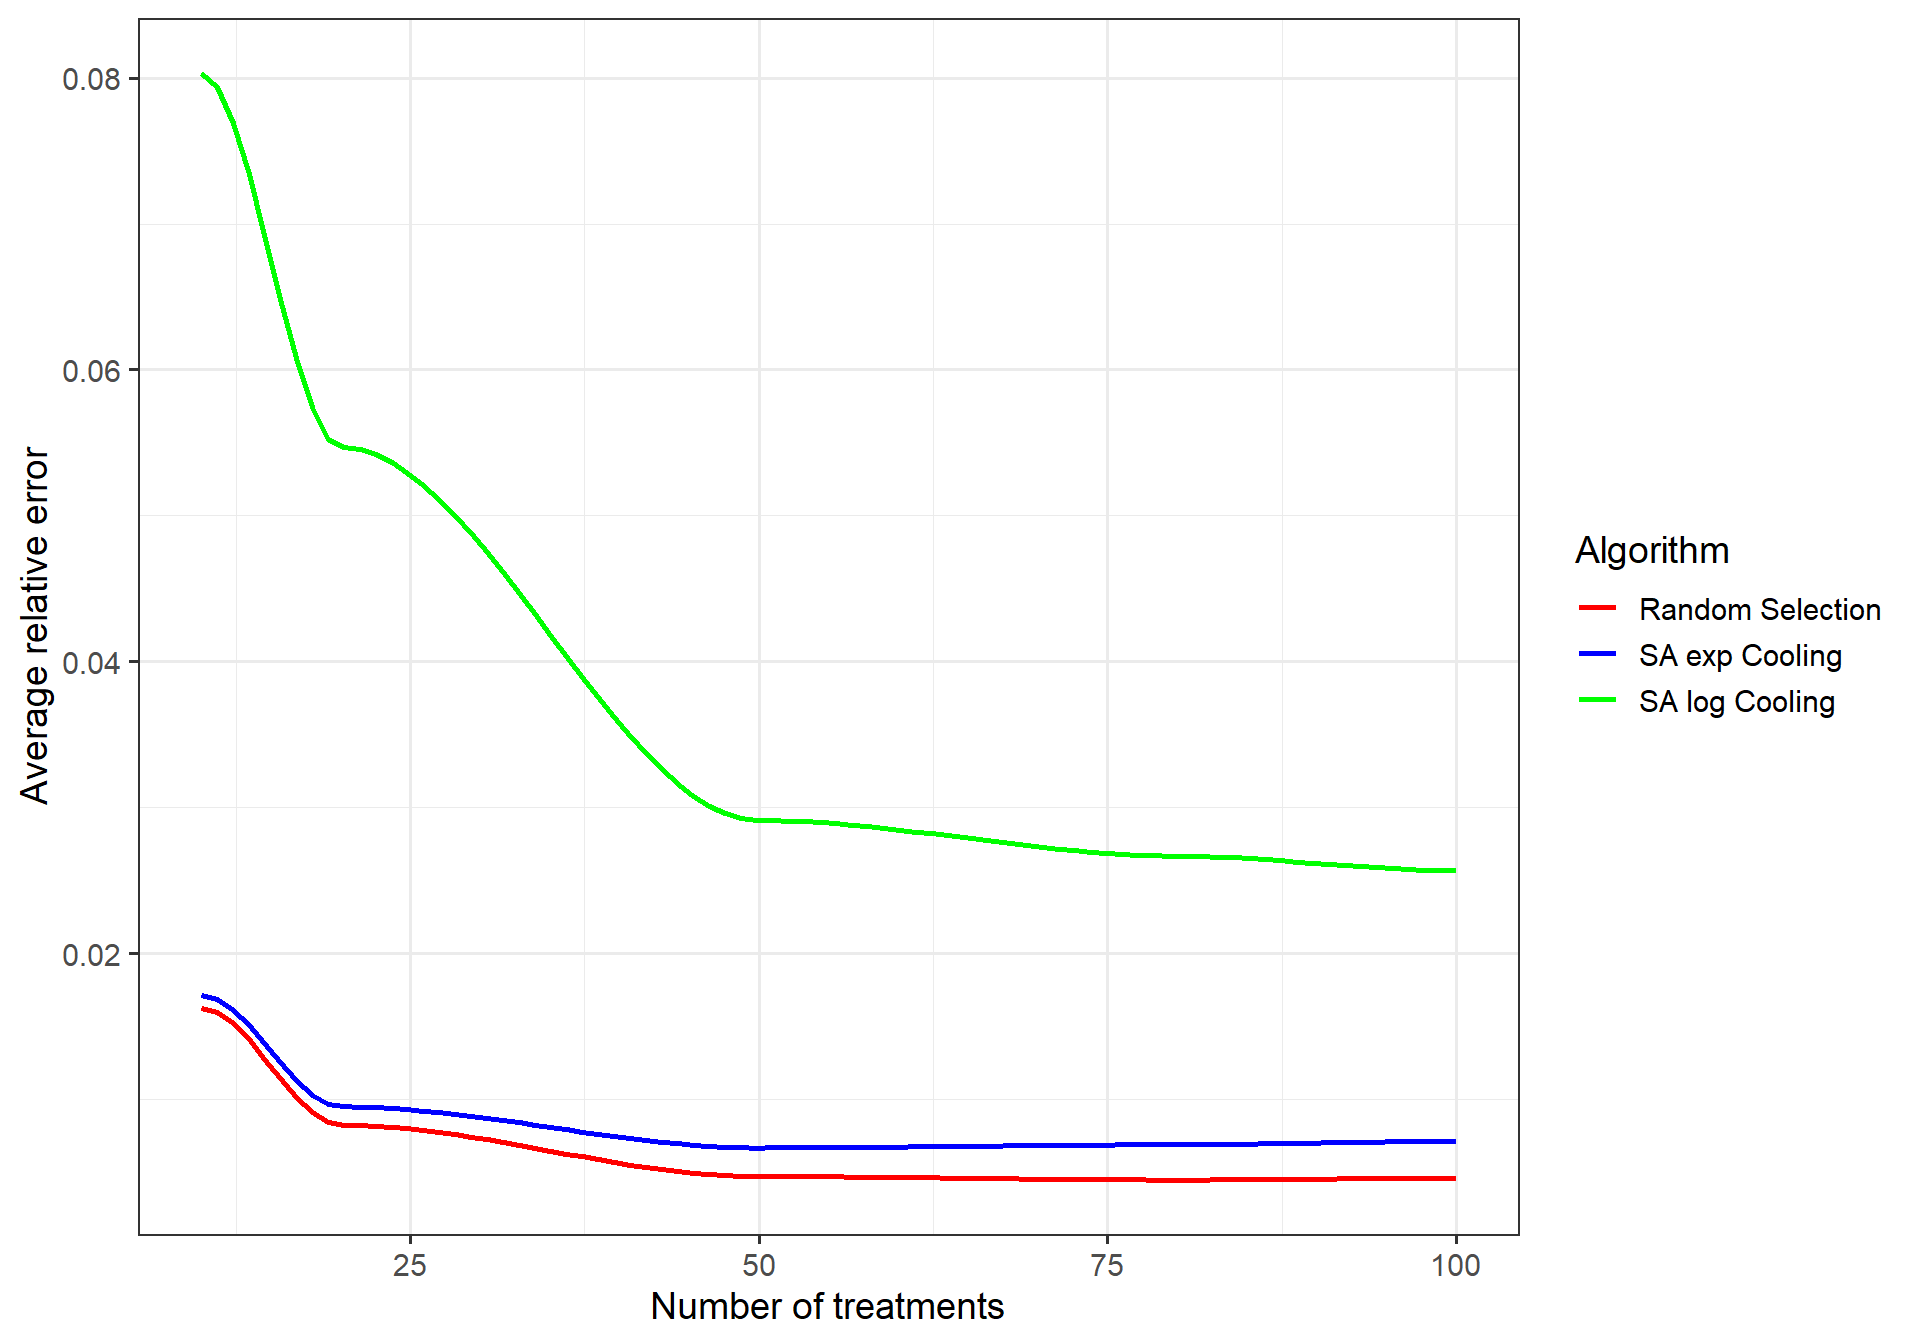 0.08
0.06
0.04
0.02
Average relative error
25
50
75
100
Number of treatments
Algorithm
Random Selection
SA exp Cooling
SA log Cooling